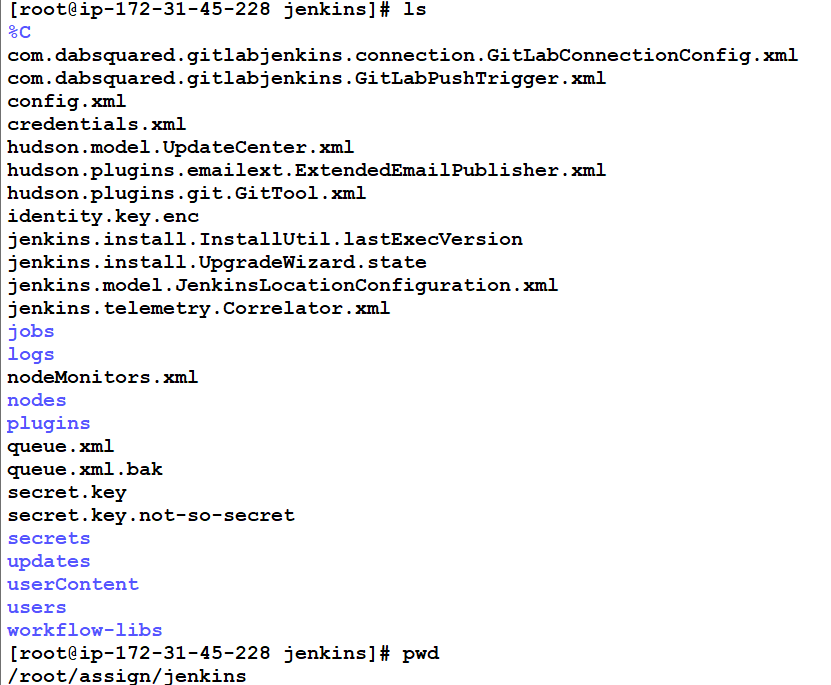 [root@ip-172-31-45-228 jenkins]# ls
%C
com.dabsquared.gitlabjenkins.connection.GitLabConnectionConfig.xml
com.dabsquared.gitlabjenkins.GitLabPushTrigger.xml
config.xml
credentials.xml
hudson.model.UpdateCenter.xml
hudson.plugins.emailext.ExtendedEmailPublisher.xml
hudson.plugins.git.GitTool.xml
identity.key.enc
jenkins.install.InstallUtil.lastExecVersion
jenkins.install.UpgradeWizard.state
jenkins.model.JenkinsLocationConfiguration.xml
jenkins.telemetry.Correlator.xml
jobs
logs
nodeMonitors.xml
nodes
plugins
queue.xml
queue.xml.bak
secret.key
secret.key.not-so-secret
secrets
updates
userContent
users
workflow-libs
[root@ip-172-31-45-228 jenkins]# pwd
/root/assign/jenkins